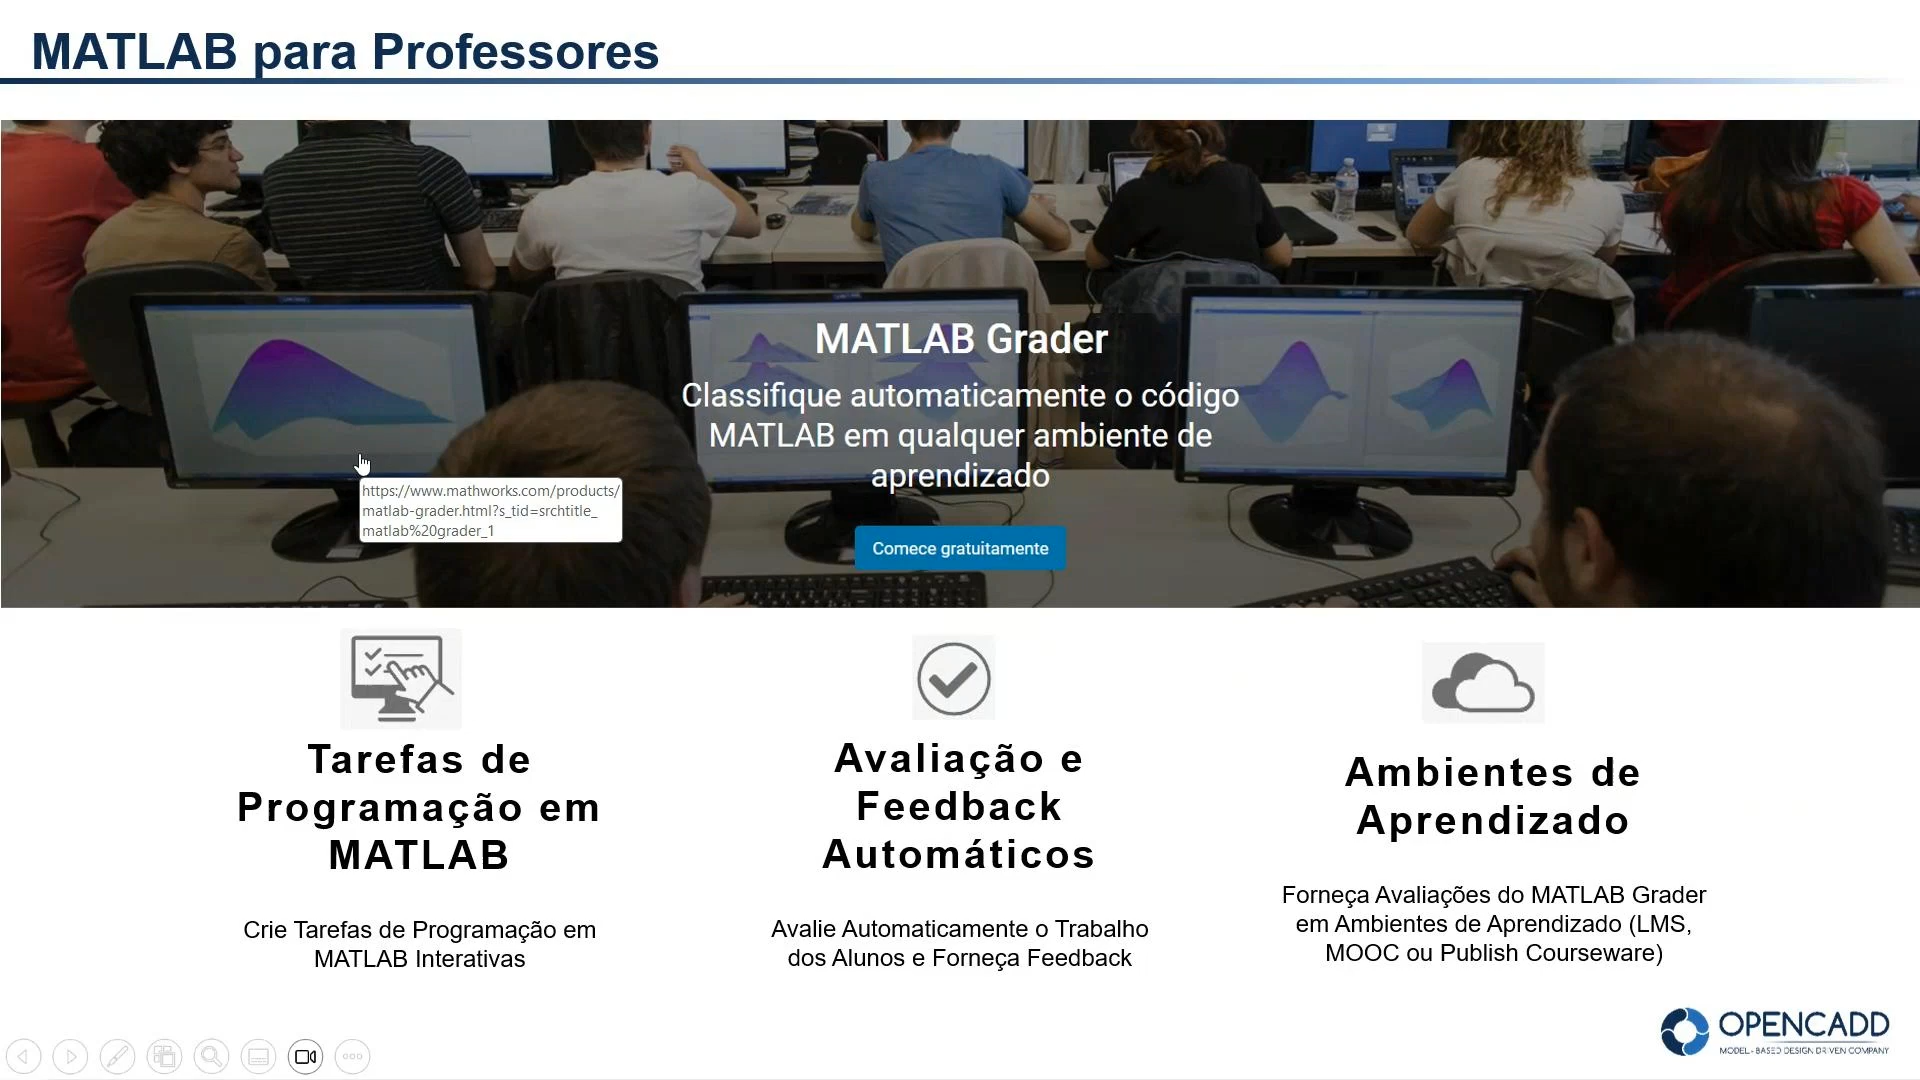 MATLAB para Professores
MATLAB Grader
Classifique automaticamente o código
MATLAB em qualquer ambiente de
aprendizado
https://www.mathworks.com/products/
matlab-grader.html?s_tid=srchtitle_
matlab%20grader_1
Comece gratuitamente
Tarefas de
Programação em
MATLAB
Crie Tarefas de Programação em
MATLAB Interativas
Avaliação e
Feedback
Automáticos
Avalie Automaticamente o Trabalho
dos Alunos e Forneça Feedback
Ambientes de
Aprendizado
Forneça Avaliações do MATLAB Grader
em Ambientes de Aprendizado (LMS,
MOOC ou Publish Courseware)
OPENCADD
MODEL-BASED DESIGN DRIVEN COMPANY